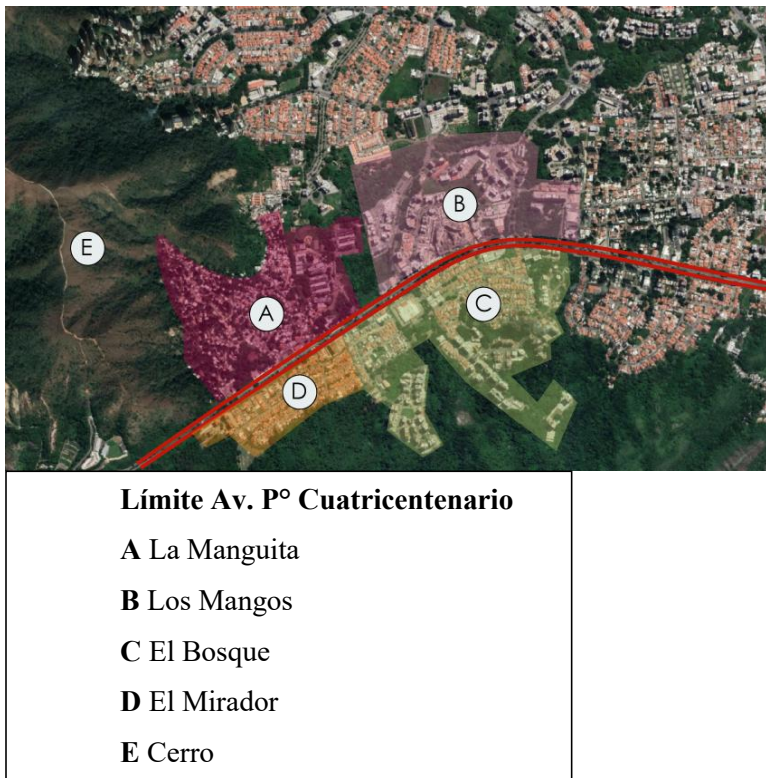 E
B
A
C
D
Límite Av. P° Cuatricentenario
A La Manguita
B Los Mangos
C El Bosque
D El Mirador
E Cerro